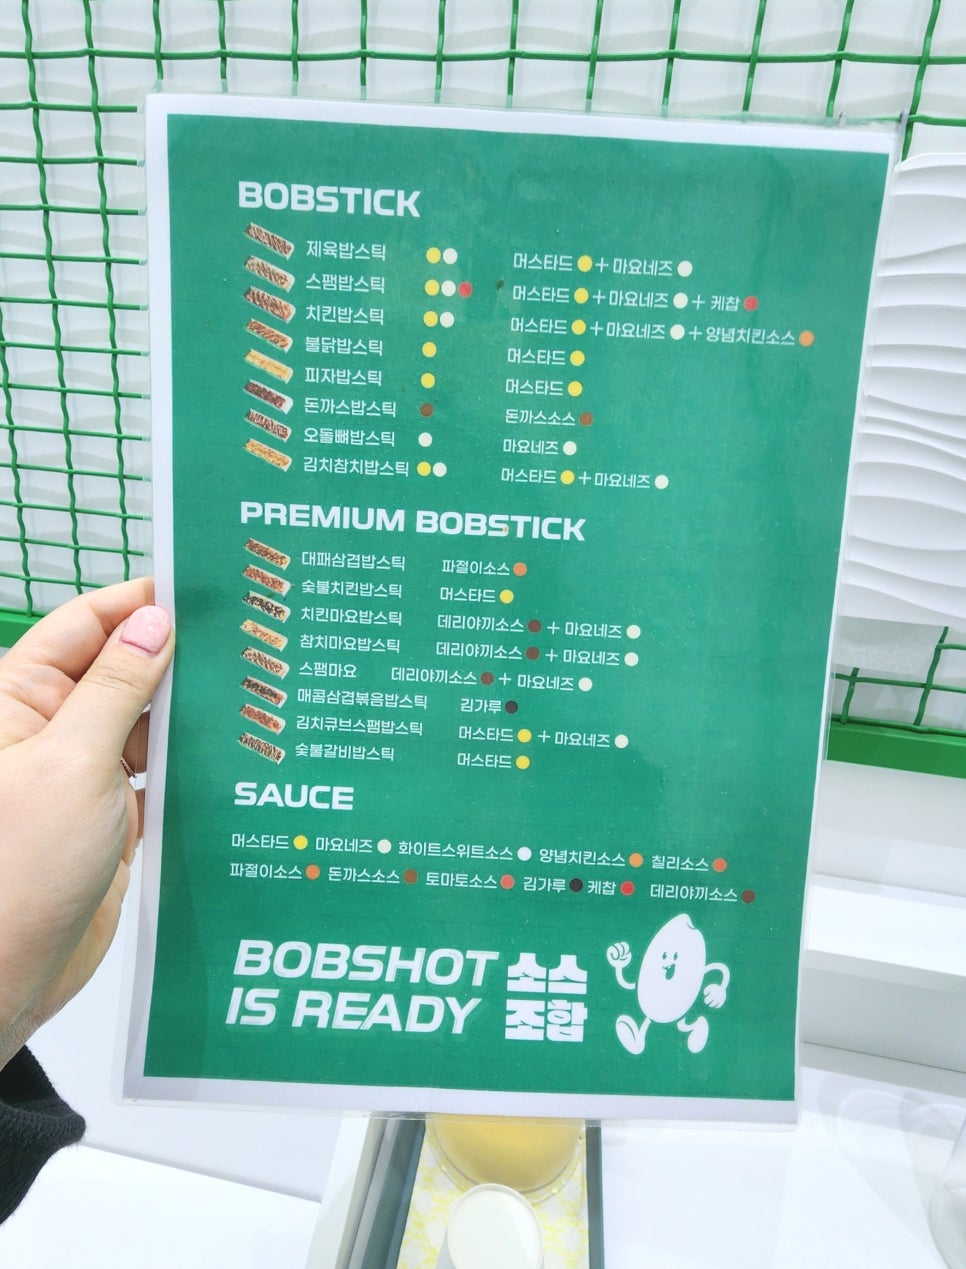 BOBSTICK
제육밥스틱 머스타드 + 마요네즈
스팸밥스틱 머스타드 + 마요네즈 + 케찹
치킨밥스틱 머스타드 + 마요네즈 + 양념치킨소스
불닭밥스틱 머스타드
피자밥스틱 머스타드
돈까스밥스틱 돈까스소스
오돌뼈밥스틱 마요네즈
김치참치밥스틱 머스타드 + 마요네즈
PREMIUM BOBSTICK
대패삼겹밥스틱 파절이소스
숯불치킨밥스틱 머스타드
치킨마요밥스틱 데리야끼소스 + 마요네즈
참치마요밥스틱 데리야끼소스 + 마요네즈
스팸마요 데리야끼소스 + 마요네즈
매콤삼겹볶음밥스틱 김가루
김치큐브스팸밥스틱 머스타드 + 마요네즈
숯불갈비밥스틱 머스타드
SAUCE
머스타드 마요네즈 화이트스위트소스 양념치킨소스 칠리소스
파절이소스 돈까스소스 토마토소스 김가루 케찹 데리야끼소스
BOBSHOT 소스
IS READY 조합